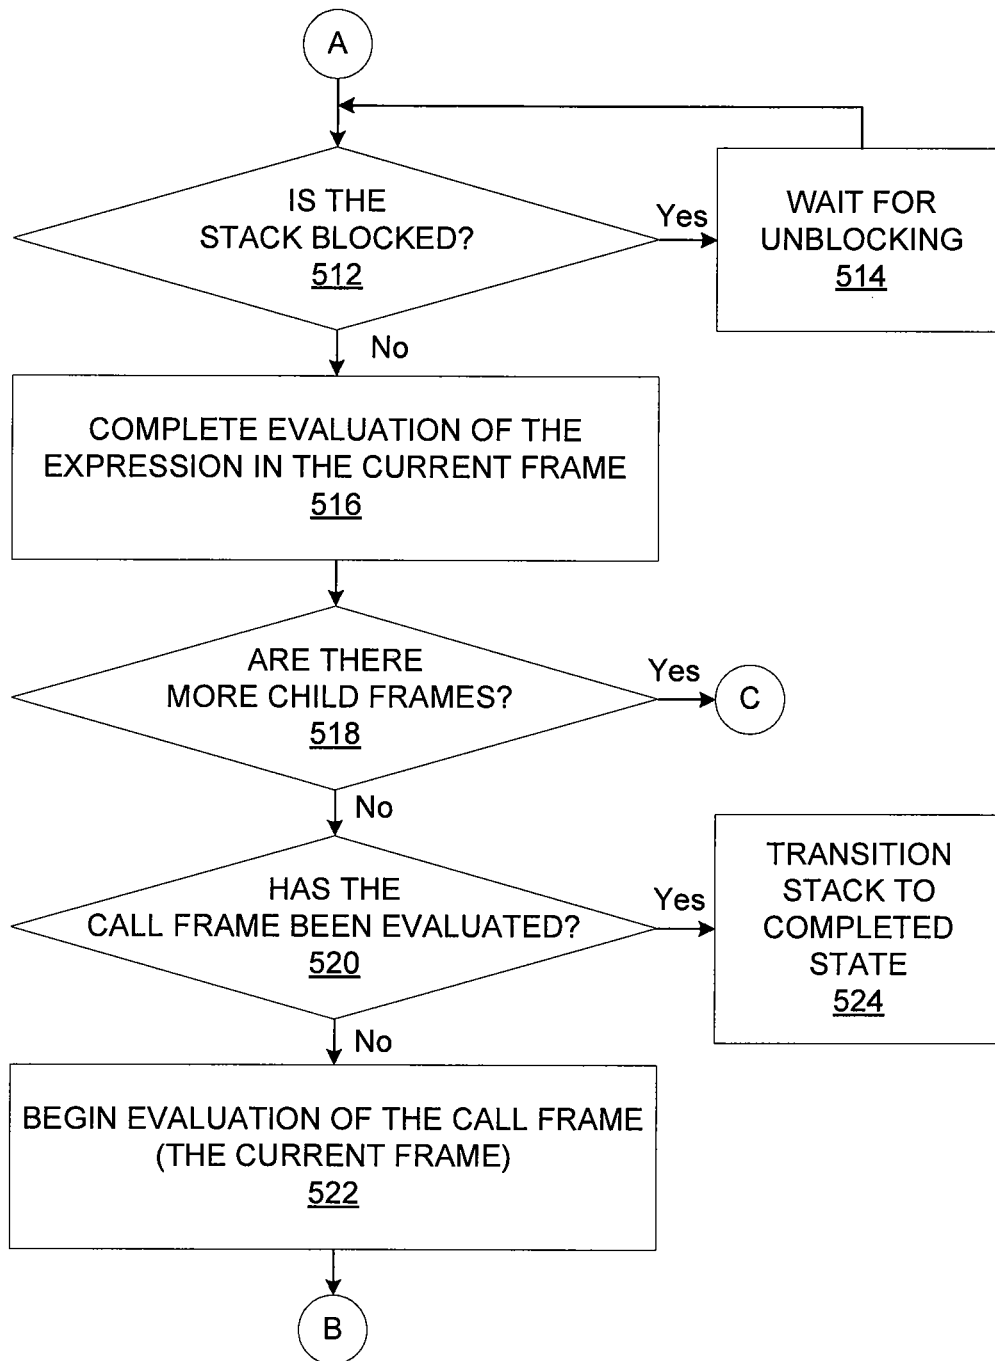 A
IS THE
STACK BLOCKED?
512
Yes
WAIT FOR
UNBLOCKING
514
No
COMPLETE EVALUATION OF THE
EXPRESSION IN THE CURRENT FRAME
516
ARE THERE
MORE CHILD FRAMES?
518
Yes
C
No
HAS THE
CALL FRAME BEEN EVALUATED?
520
Yes
TRANSITION
STACK TO
COMPLETED
STATE
524
No
BEGIN EVALUATION OF THE CALL FRAME
(THE CURRENT FRAME)
522
B